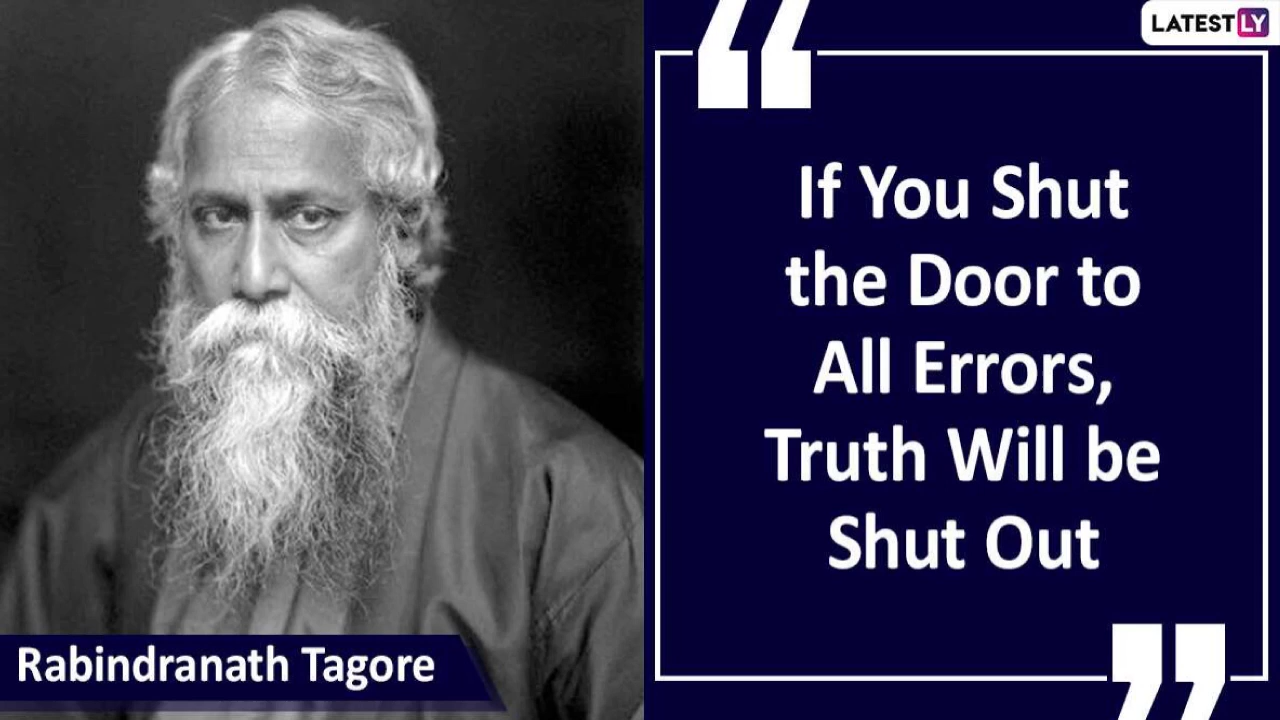 LATESTLY
“
If You Shut
the Door to
All Errors,
Truth Will be
Shut Out
”
Rabindranath Tagore